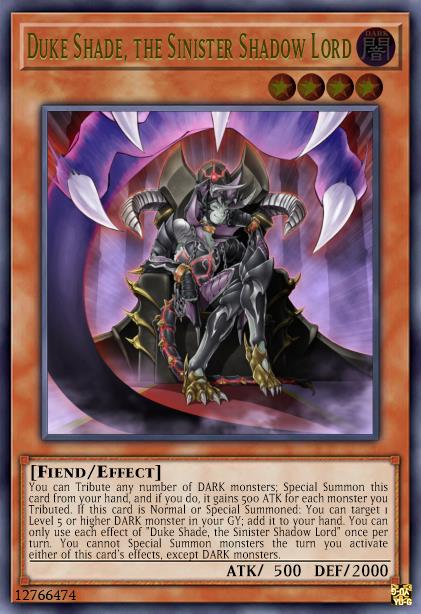 Duke Shade, the Sinister Shadow Lord
DARK
闇
[Fiend/Effect]
You can Tribute any number of DARK monsters; Special Summon this
card from your hand, and if you do, it gains 500 ATK for each monster you
Tributed. If this card is Normal or Special Summoned: You can target 1
Level 5 or higher DARK monster in your GY; add it to your hand. You can
only use each effect of "Duke Shade, the Sinister Shadow Lord" once per
turn. You cannot Special Summon monsters the turn you activate
either of this card's effects, except DARK monsters.
ATK/ 500 DEF/2000
12766474